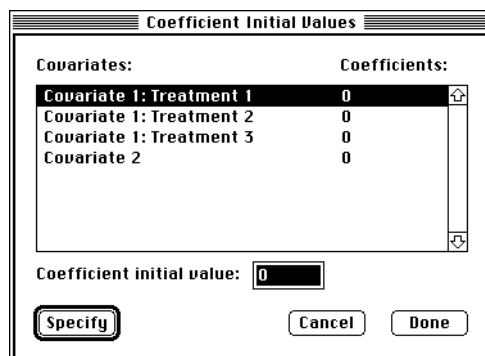 Coefficient Initial Values
Covariates: Coefficients:
Covariate 1: Treatment 1 0
Covariate 1: Treatment 2 0
Covariate 1: Treatment 3 0
Covariate 2 0
Coefficient initial value: 0
Specify Cancel Done